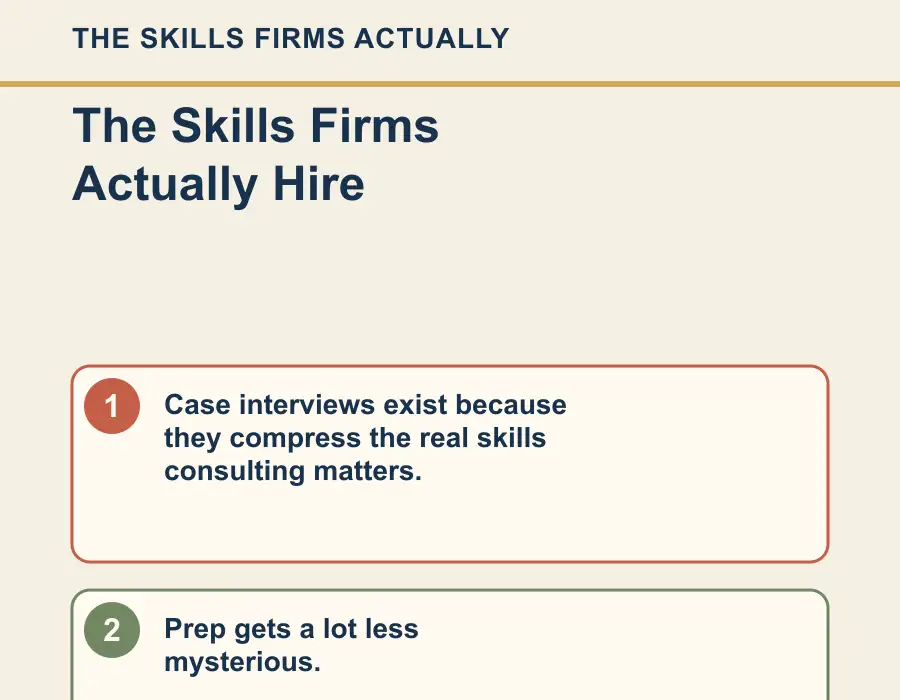 THE SKILLS FIRMS ACTUALLY
The Skills Firms
Actually Hire
1
Case interviews exist because
they compress the real skills
consulting matters.
2
Prep gets a lot less
mysterious.